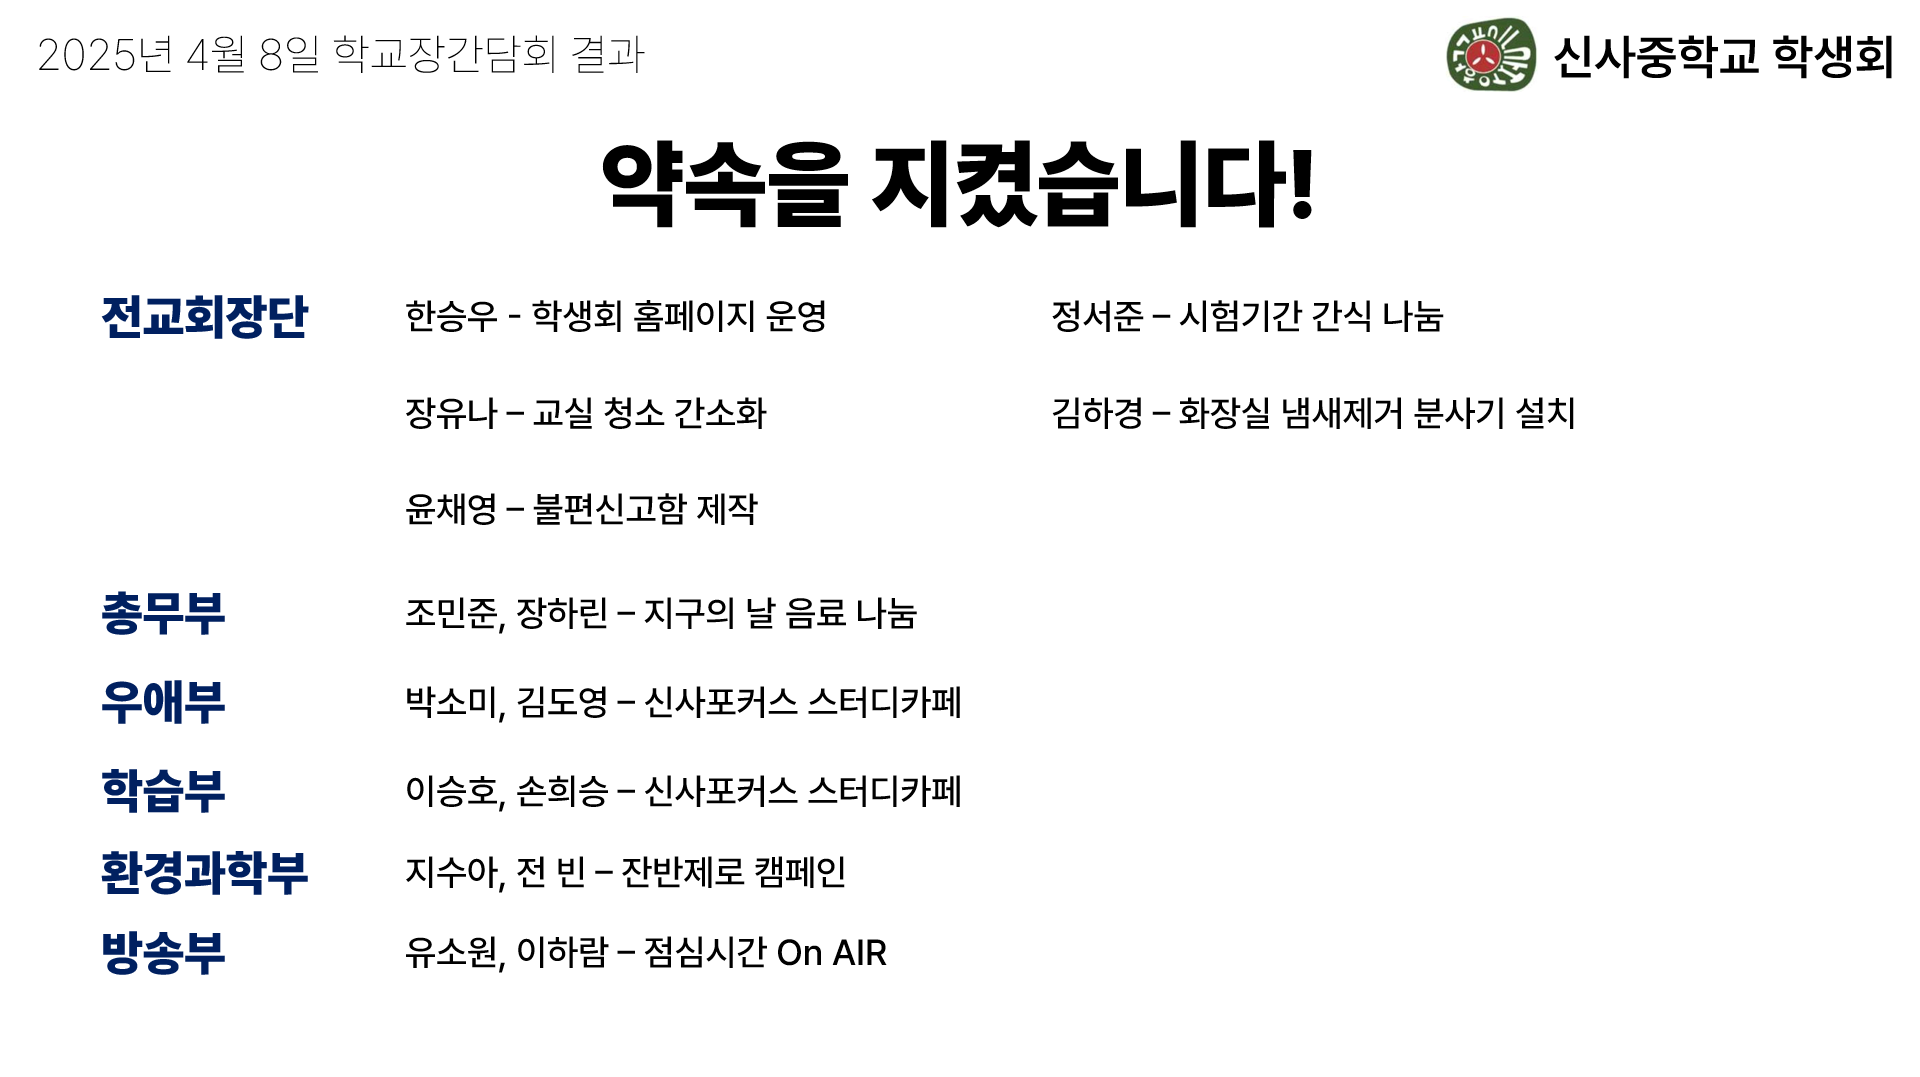 2025년 4월 8일 학교장간담회 결과
신사중학교 학생회
약속을 지켰습니다!
전교회장단
한승우 - 학생회 홈페이지 운영
정서준 – 시험기간 간식 나눔
장유나 – 교실 청소 간소화
김하경 – 화장실 냄새제거 분사기 설치
윤채영 – 불편신고함 제작
총무부
조민준, 장하린 – 지구의 날 음료 나눔
우애부
박소미, 김도영 – 신사포커스 스터디카페
학습부
이승호, 손희승 – 신사포커스 스터디카페
환경과학부
지수아, 전 빈 – 잔반제로 캠페인
방송부
유소원, 이하람 – 점심시간 On AIR